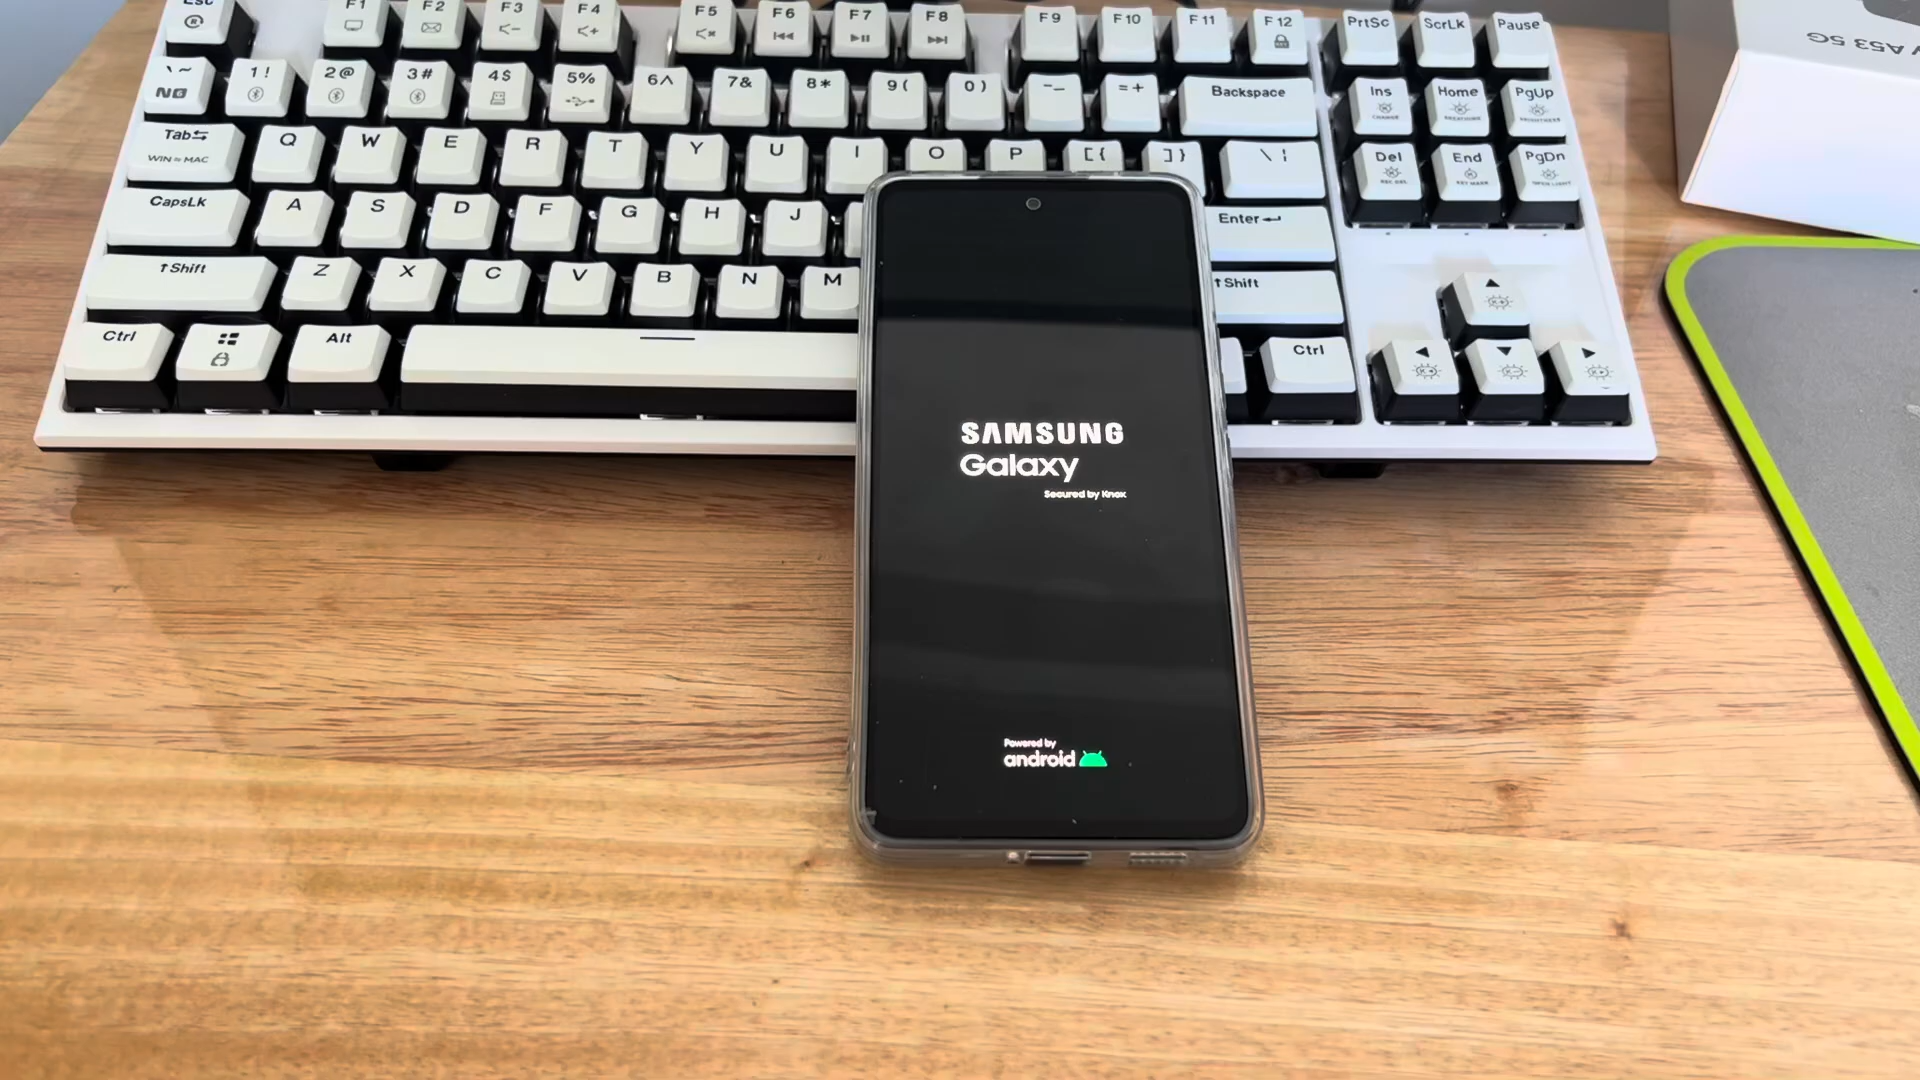 Esc F1 F2 F3 F4 F5 F6 F7 F8 F9 F10 F11 F12 PrtSc ScrLk Pause
A53 5G
` ~ 1 ! 2 @ 3 # 4 $ 5 % 6 ^ 7 & 8 * 9 ( 0 ) - _ = + Backspace Ins Home PgUp
Tab Q W E R T Y U I O P [ { ] } \ ¦ Del End PgDn
WIN ≈ MAC
CapsLk A S D F G H J Enter
↑ Shift Z X C V B N M ↑ Shift
Ctrl Alt Ctrl
SAMSUNG
Galaxy
Secured by Knox
Powered by
android